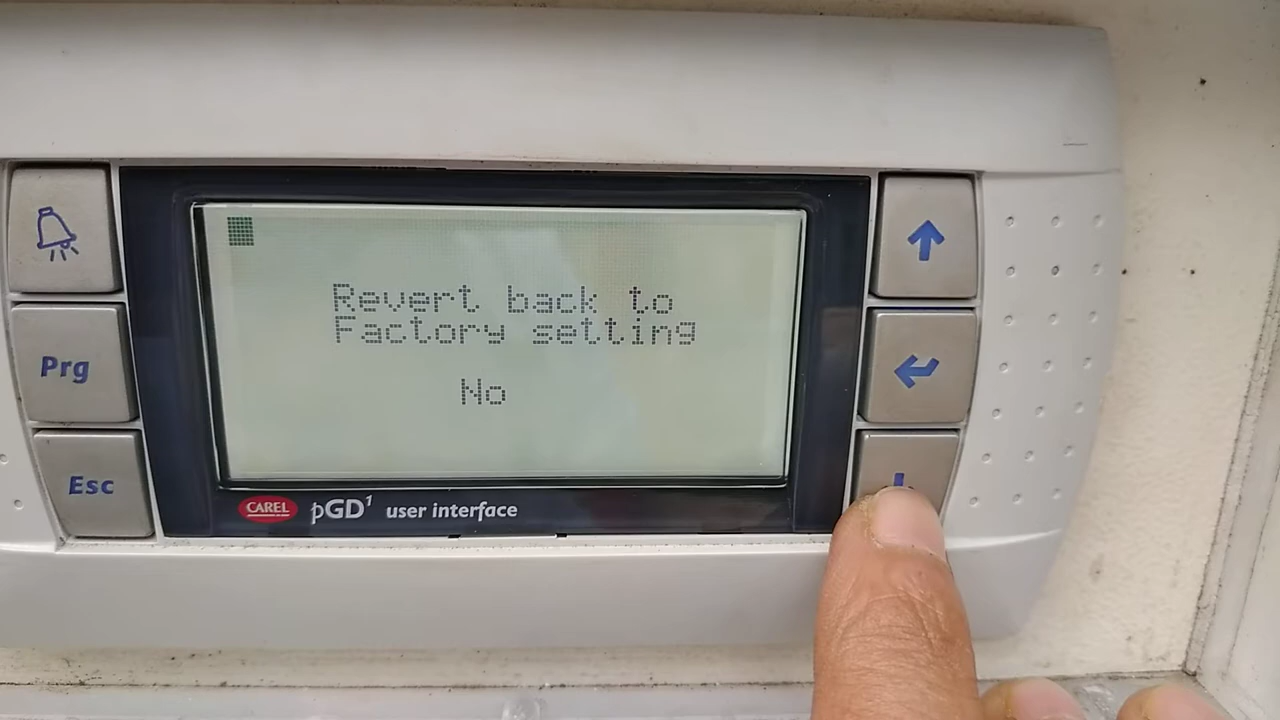 Revert back to
Factory setting
No
Prg
Esc
CAREL pGD¹ user interface